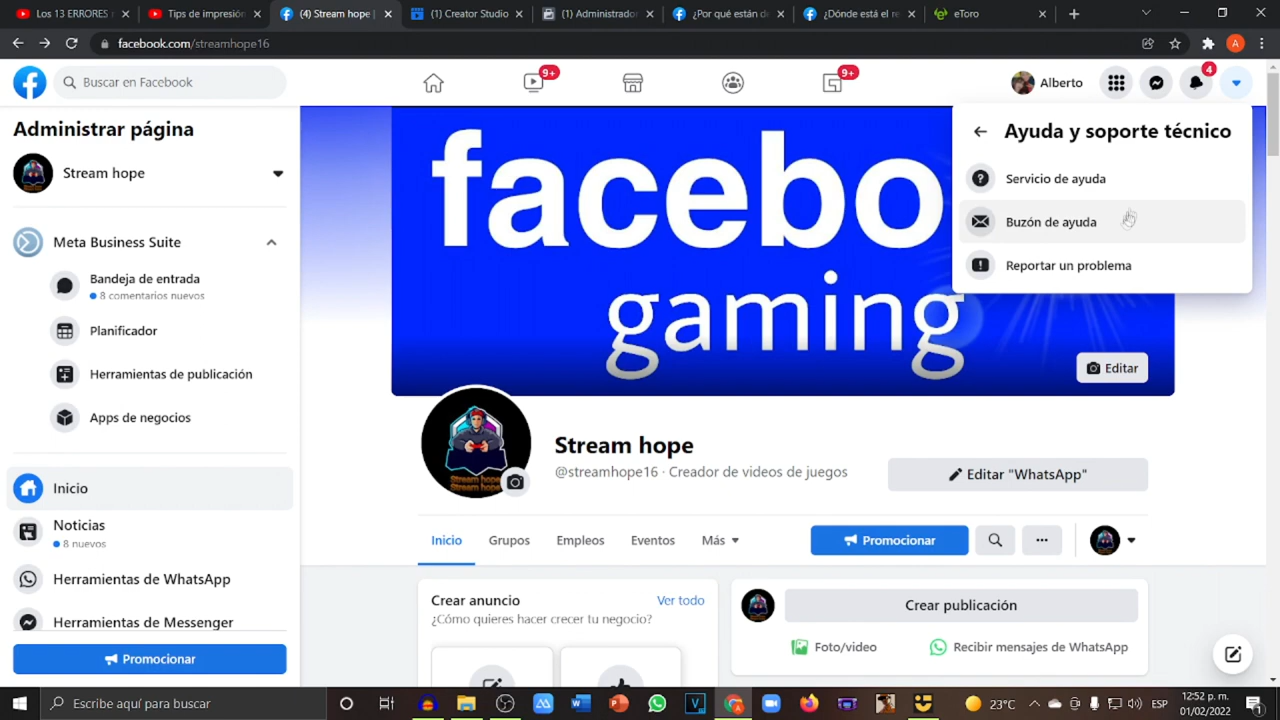 Los 13 ERRORES
Tips de impresión
(4) Stream hope |
(1) Creator Studio
(1) Administrador
¿Por qué están de
¿Dónde está el re
eToro
facebook.com/streamhope16
Buscar en Facebook
9+
9+
Alberto
4
A
Administrar página
Stream hope
Meta Business Suite
Bandeja de entrada
8 comentarios nuevos
Planificador
Herramientas de publicación
Apps de negocios
Inicio
Noticias
8 nuevos
Herramientas de WhatsApp
Herramientas de Messenger
Promocionar
facebo
gaming
Ayuda y soporte técnico
Servicio de ayuda
Buzón de ayuda
Reportar un problema
Editar
Stream hope
Stream hope
Stream hope
@streamhope16 · Creador de videos de juegos
Editar "WhatsApp"
Inicio
Grupos
Empleos
Eventos
Más
Promocionar
Crear anuncio
Ver todo
¿Cómo quieres hacer crecer tu negocio?
Crear publicación
Foto/video
Recibir mensajes de WhatsApp
Escribe aquí para buscar
23°C
ESP
12:52 p. m.
01/02/2022